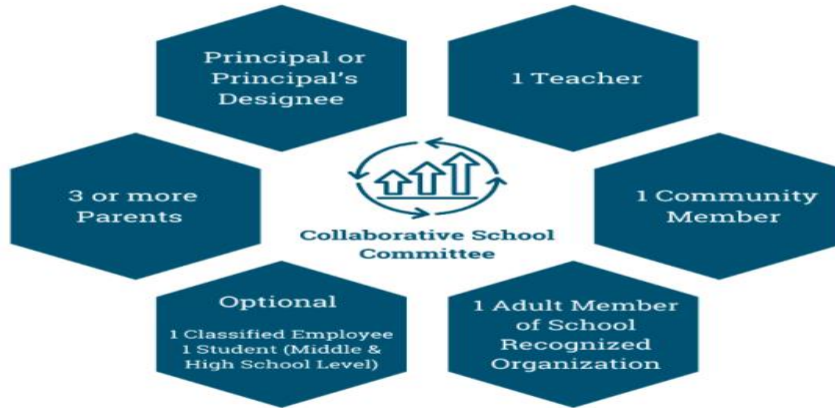 Principal or
Principal's
Designee
1 Teacher
3 or more
Parents
1 Community
Member
Collaborative School
Committee
Optional
1 Classified Employee
1 Student (Middle &
High School Level)
1 Adult Member
of School
Recognized
Organization